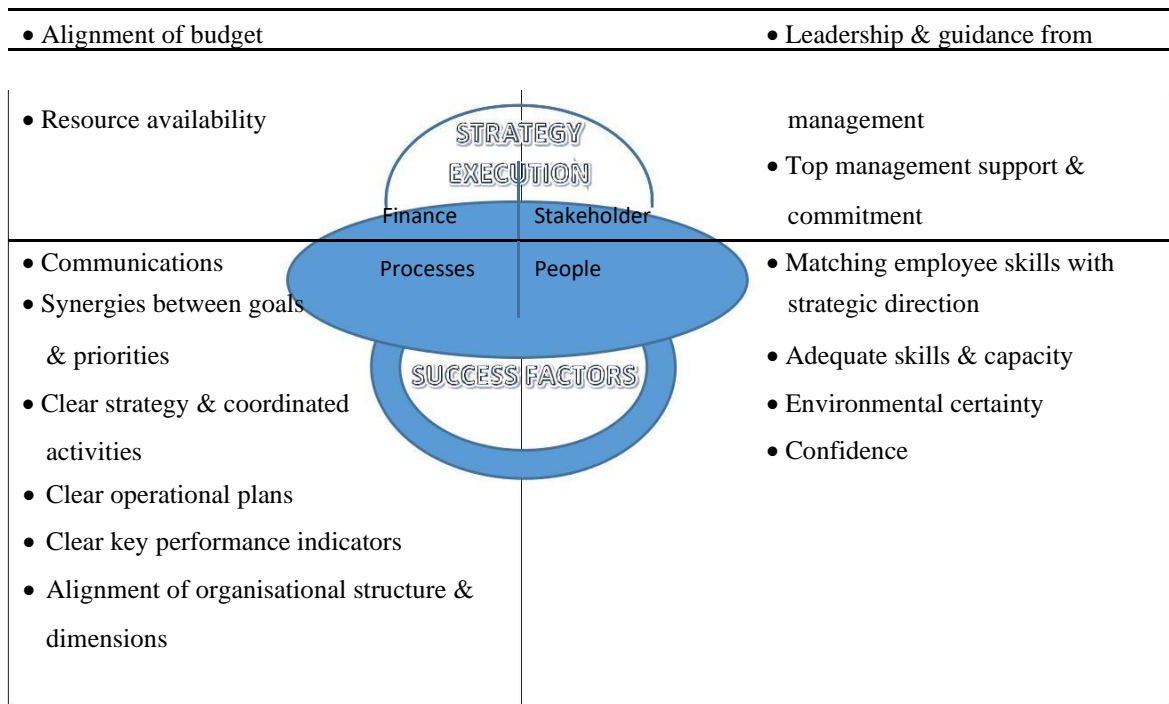 • Alignment of budget
• Leadership & guidance from
• Resource availability
management
• Top management support &
commitment
STRATEGY
EXECUTION
Finance
Stakeholder
Processes
People
SUCCESS FACTORS
• Communications
• Synergies between goals
& priorities
• Clear strategy & coordinated
activities
• Clear operational plans
• Clear key performance indicators
• Alignment of organisational structure &
dimensions
• Matching employee skills with
strategic direction
• Adequate skills & capacity
• Environmental certainty
• Confidence